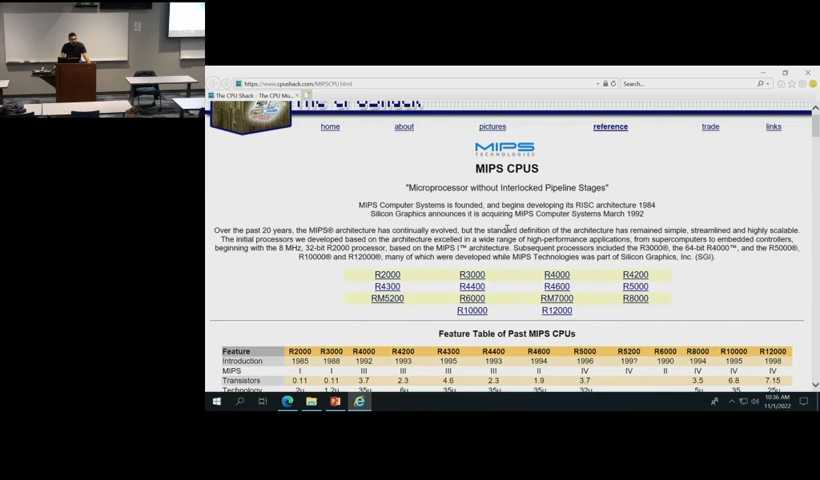 https://www.cpushack.com/MIPSCPU.html
Search...
The CPU Shack - The CPU Mu...
home about pictures reference trade links
MIPS
TECHNOLOGIES
MIPS CPUS
"Microprocessor without Interlocked Pipeline Stages"
MIPS Computer Systems is founded, and begins developing its RISC architecture 1984
Silicon Graphics announces it is acquiring MIPS Computer Systems March 1992
Over the past 20 years, the MIPS® architecture has continually evolved, but the standard definition of the architecture has remained simple, streamlined and highly scalable.
The initial processors we developed based on the architecture excelled in a wide range of high-performance applications, from supercomputers to embedded controllers,
beginning with the 8 MHz, 32-bit R2000 processor, based on the MIPS I™ architecture. Subsequent processors included the R3000®, the 64-bit R4000™, and the R5000®,
R10000® and R12000®, many of which were developed while MIPS Technologies was part of Silicon Graphics, Inc. (SGI).
R2000 R3000 R4000 R4200
R4300 R4400 R4600 R5000
RM5200 R6000 RM7000 R8000
R10000 R12000
Feature Table of Past MIPS CPUs
Feature R2000 R3000 R4000 R4200 R4300 R4400 R4600 R5000 R5200 R6000 R8000 R10000 R12000
Introduction 1985 1988 1992 1993 1995 1993 1994 1996 199? 1990 1994 1995 1998
MIPS I I III III III III III IV IV II IV IV IV
Transistors 0.11 0.11 3.7 2.3 4.6 2.3 1.9 3.7 3.5 6.8 7.15
10:36 AM
11/1/2022